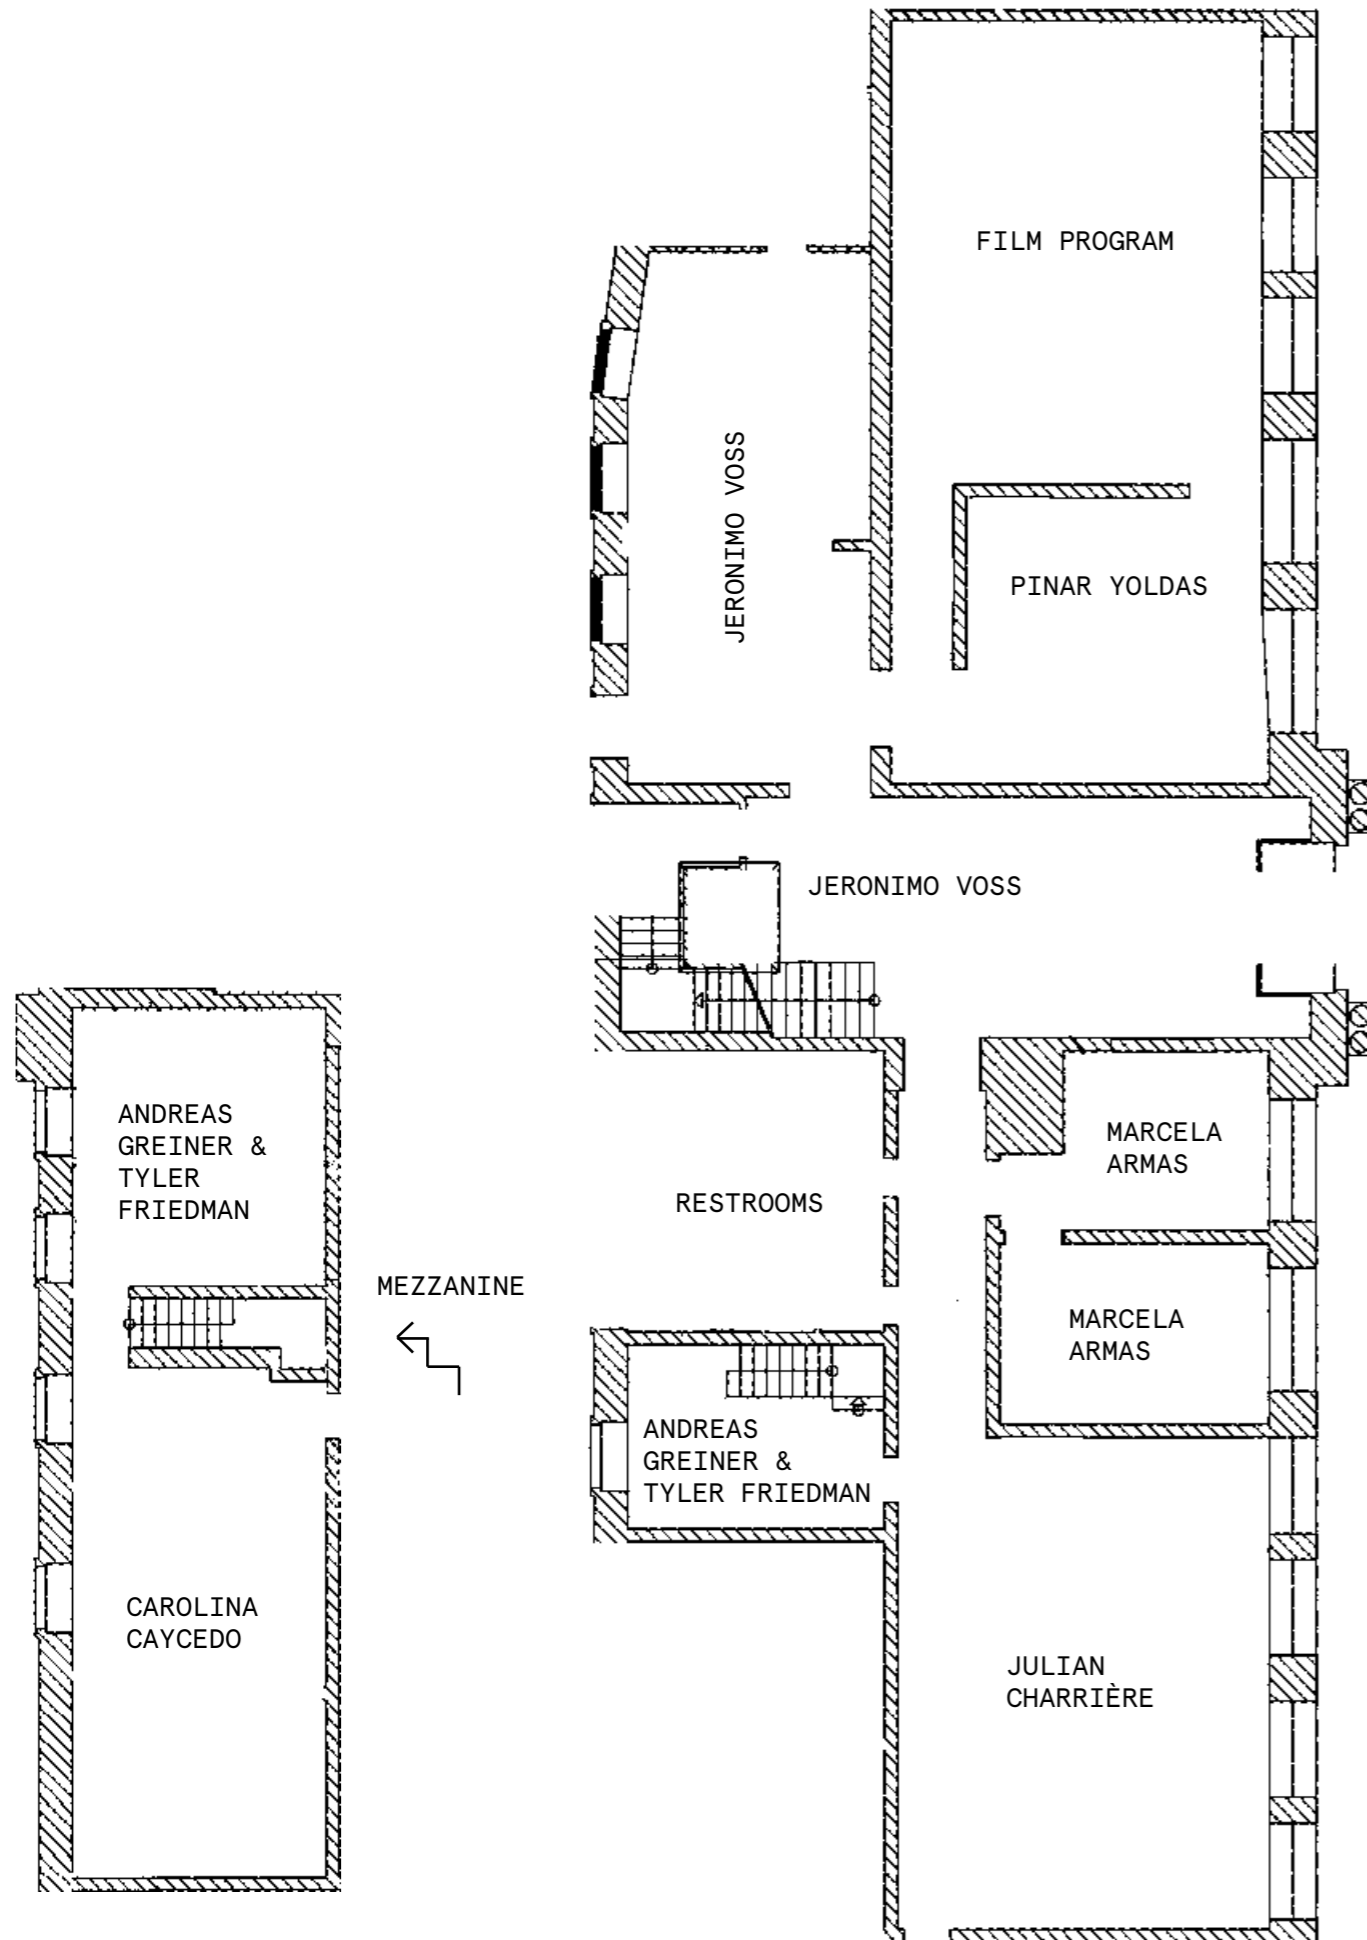 FILM PROGRAM
JERONIMO VOSS
PINAR YOLDAS
JERONIMO VOSS
ANDREAS
GREINER &
TYLER
FRIEDMAN
MARCELA
ARMAS
RESTROOMS
MEZZANINE
MARCELA
ARMAS
ANDREAS
GREINER &
TYLER FRIEDMAN
CAROLINA
CAYCEDO
JULIAN
CHARRIÈRE